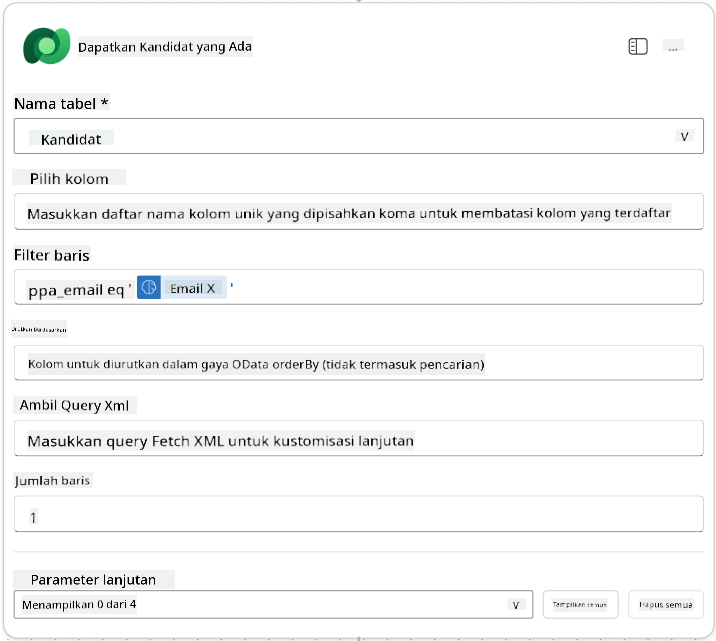 Dapatkan Kandidat yang Ada
...
Nama tabel *
Kandidat
Pilih kolom
Masukkan daftar nama kolom unik yang dipisahkan koma untuk membatasi kolom yang terdaftar
Filter baris
ppa_email eq ' Email X '
Urutkan berdasarkan
Kolom untuk diurutkan dalam gaya OData orderBy (tidak termasuk pencarian)
Ambil Query Xml
Masukkan query Fetch XML untuk kustomisasi lanjutan
Jumlah baris
1
Parameter lanjutan
Menampilkan 0 dari 4
Tampilkan semua
Hapus semua